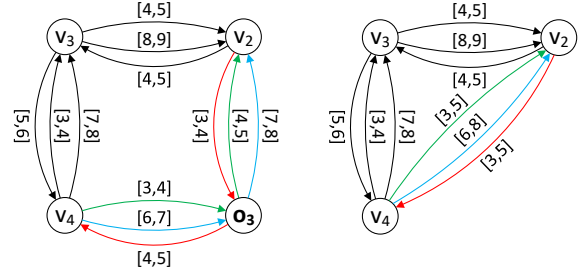 [4,5] [4,5]
v₃ [8,9] v₂ v₃ [8,9] v₂
[4,5] [4,5]
[5,6] [3,4] [7,8] [3,4] [4,5] [7,8] [5,6] [3,4] [7,8] [3,5] [6,8] [3,5]
[3,4]
v₄ [6,7] o₃ v₄
[4,5]